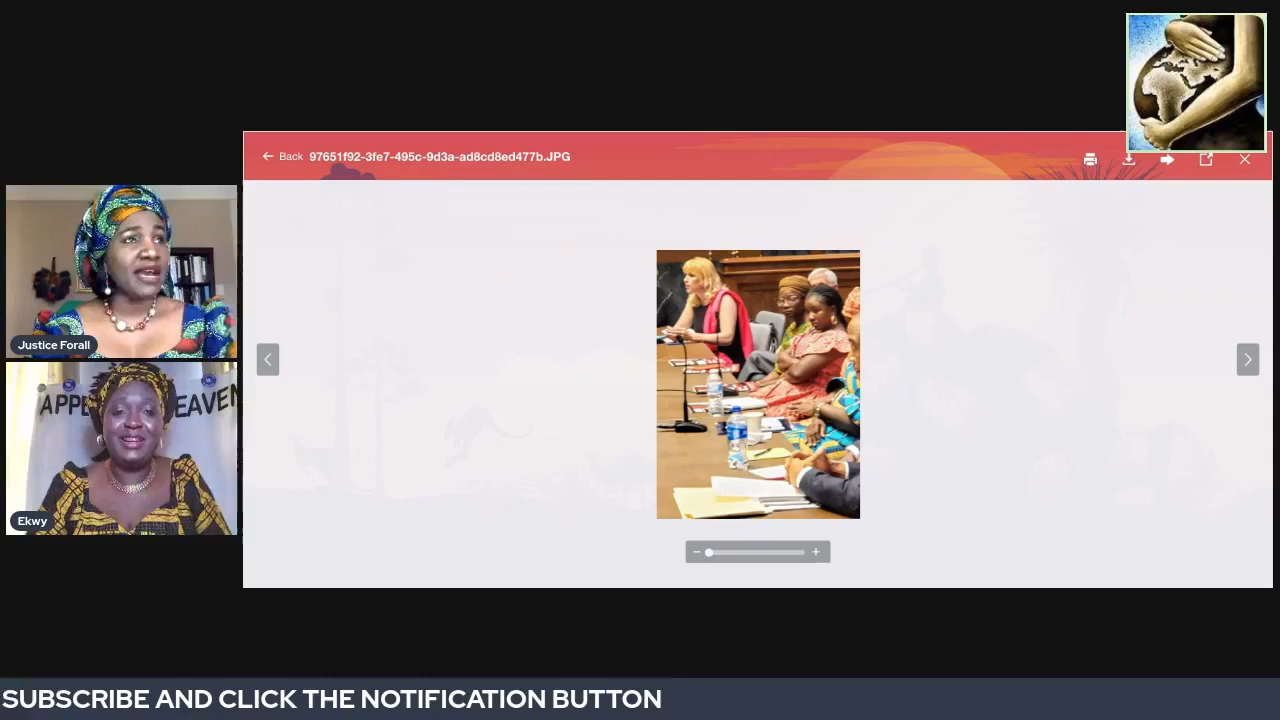 Back 97651f92-3fe7-495c-9d3a-ad8cd8ed477b.JPG
Justice Forall
APPE EAVEN
Ekwy
SUBSCRIBE AND CLICK THE NOTIFICATION BUTTON